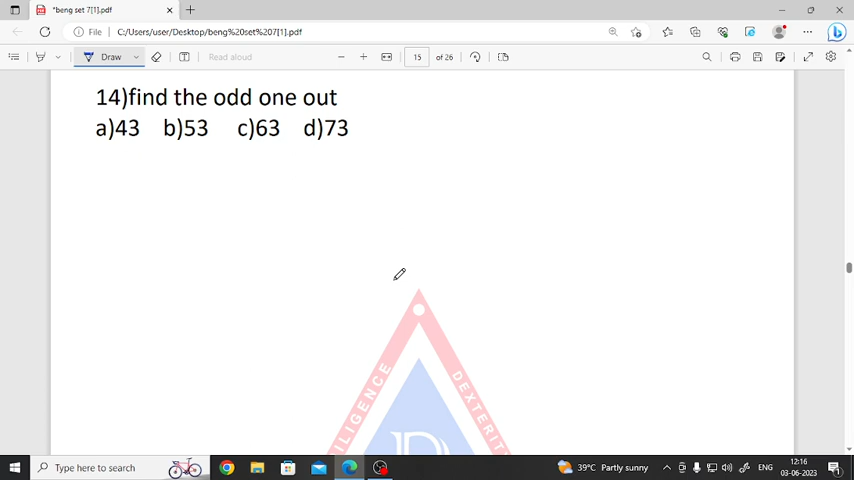 *beng set 7[1].pdf
File C:/Users/user/Desktop/beng%20set%207[1].pdf
Draw Read aloud 15 of 26
14)find the odd one out
a)43 b)53 c)63 d)73
DILIGENCE
DEXTERIT
Type here to search
39°C Partly sunny
ENG
12:16
03-06-2023